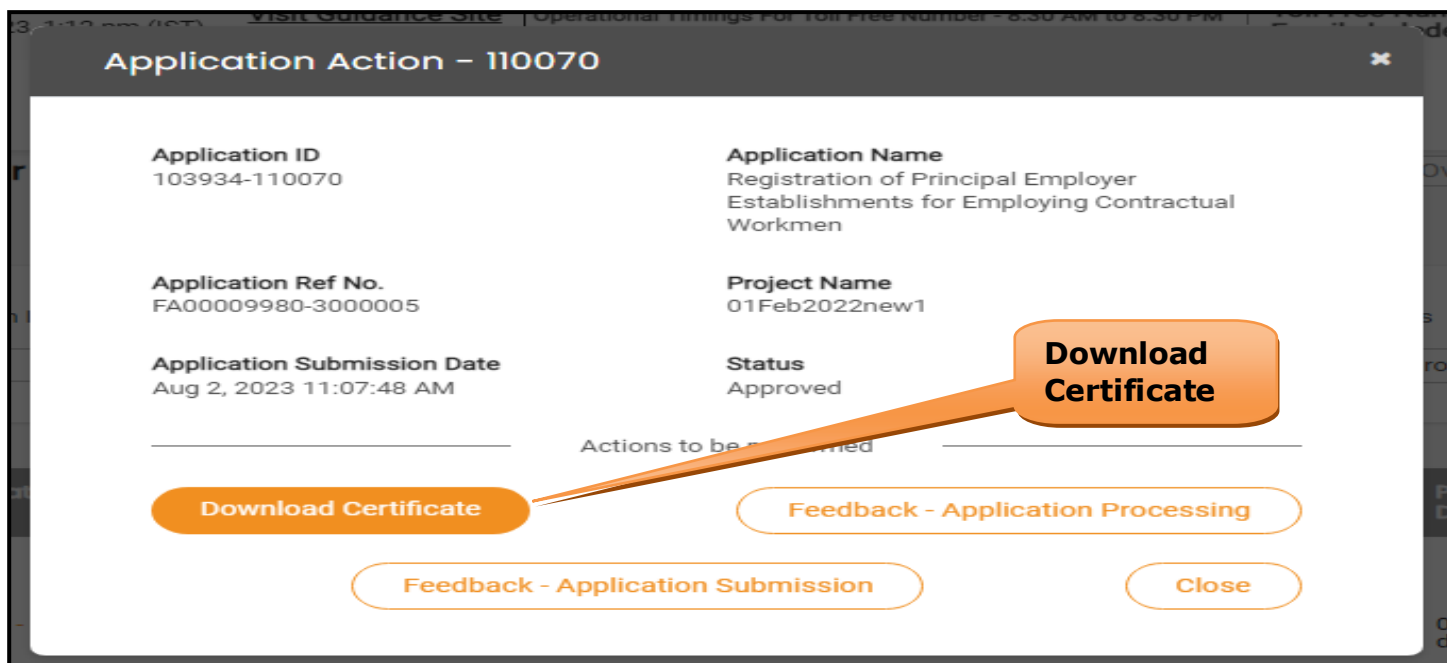 Visit Guidance Site
Operational Timings For Toll Free Number - 8.30 AM to 8.30 PM
Application Action - 110070
Application ID
103934-110070
Application Name
Registration of Principal Employer
Establishments for Employing Contractual
Workmen
Application Ref No.
FA00009980-3000005
Project Name
01Feb2022new1
Application Submission Date
Aug 2, 2023 11:07:48 AM
Status
Approved
Download
Certificate
Actions to be
Download Certificate
Feedback - Application Processing
Feedback - Application Submission
Close